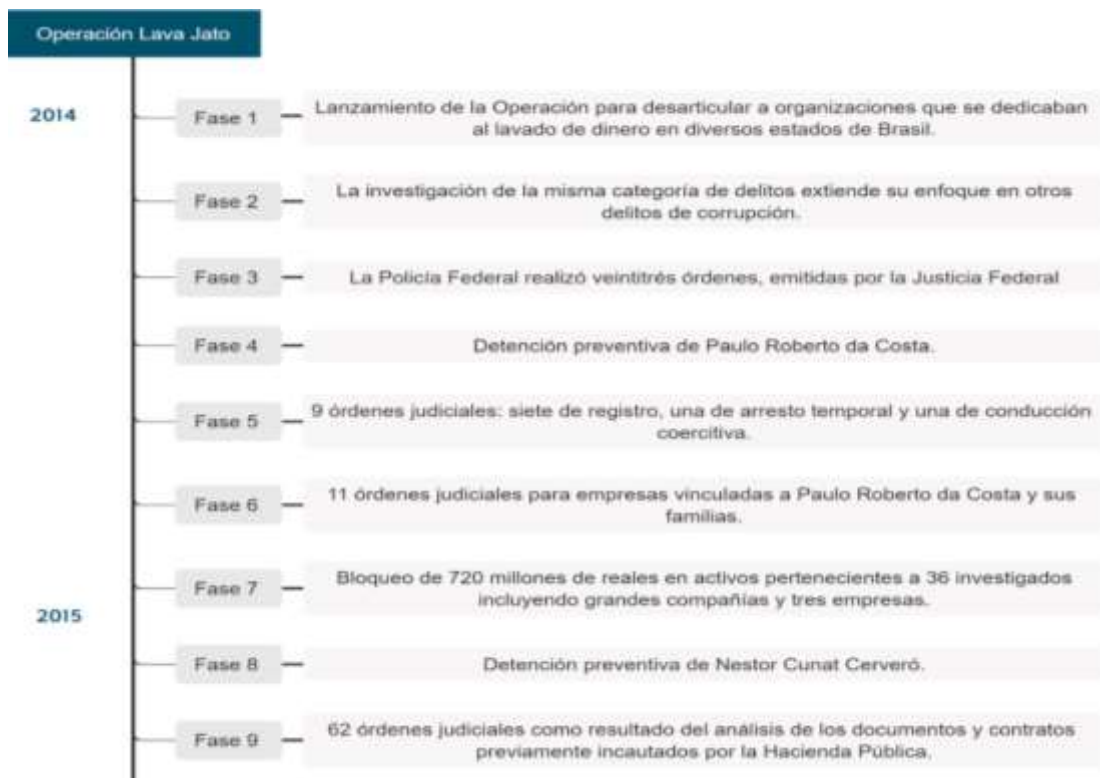 Operación Lava Jato
2014
Fase 1
Lanzamiento de la Operación para desarticular a organizaciones que se dedicaban
al lavado de dinero en diversos estados de Brasil.
Fase 2
La investigación de la misma categoría de delitos extiende su enfoque en otros
delitos de corrupción.
Fase 3
La Policía Federal realizó veintitrés órdenes, emitidas por la Justicia Federal
Fase 4
Detención preventiva de Paulo Roberto da Costa.
Fase 5
9 órdenes judiciales: siete de registro, una de arresto temporal y una de conducción
coercitiva.
Fase 6
11 órdenes judiciales para empresas vinculadas a Paulo Roberto da Costa y sus
familias.
Fase 7
Bloqueo de 720 millones de reales en activos pertenecientes a 36 investigados
incluyendo grandes compañías y tres empresas.
2015
Fase 8
Detención preventiva de Nestor Cunat Cerveró.
Fase 9
62 órdenes judiciales como resultado del análisis de los documentos y contratos
previamente incautados por la Hacienda Pública.